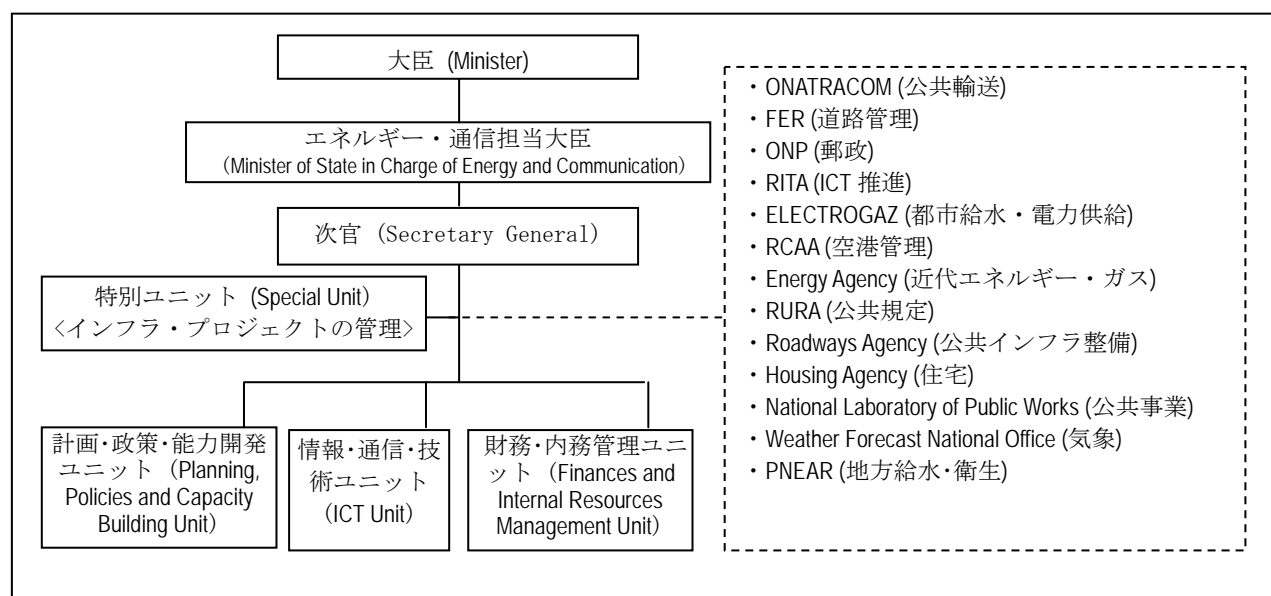 大臣 (Minister)
エネルギー・通信担当大臣
(Minister of State in Charge of Energy and Communication)
次官 (Secretary General)
特別ユニット (Special Unit)
<インフラ・プロジェクトの管理>
計画・政策・能力開発
ユニット (Planning,
Policies and Capacity
Building Unit)
情報・通信・技
術ユニット
(ICT Unit)
財務・内務管理ユニ
ット (Finances and
Internal Resources
Management Unit)
・ONATRACOM (公共輸送)
・FER (道路管理)
・ONP (郵政)
・RITA (ICT 推進)
・ELECTROGAZ (都市給水・電力供給)
・RCAA (空港管理)
・Energy Agency (近代エネルギー・ガス)
・RURA (公共規定)
・Roadways Agency (公共インフラ整備)
・Housing Agency (住宅)
・National Laboratory of Public Works (公共事業)
・Weather Forecast National Office (気象)
・PNEAR (地方給水・衛生)